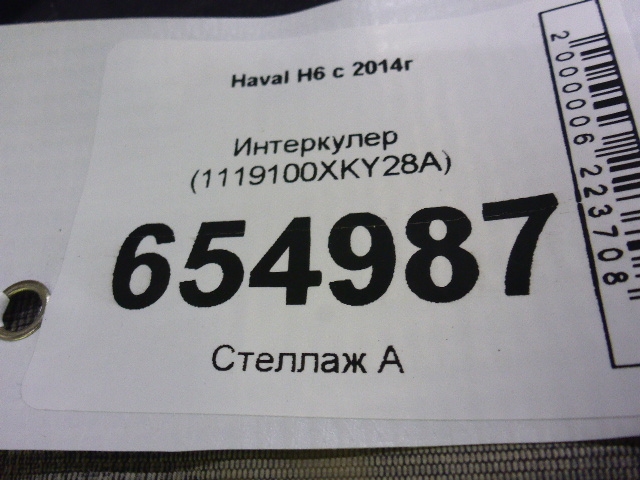 Haval H6 с 2014г
Интеркулер
(1119100XKY28A)
654987
Стеллаж А
2000006223708